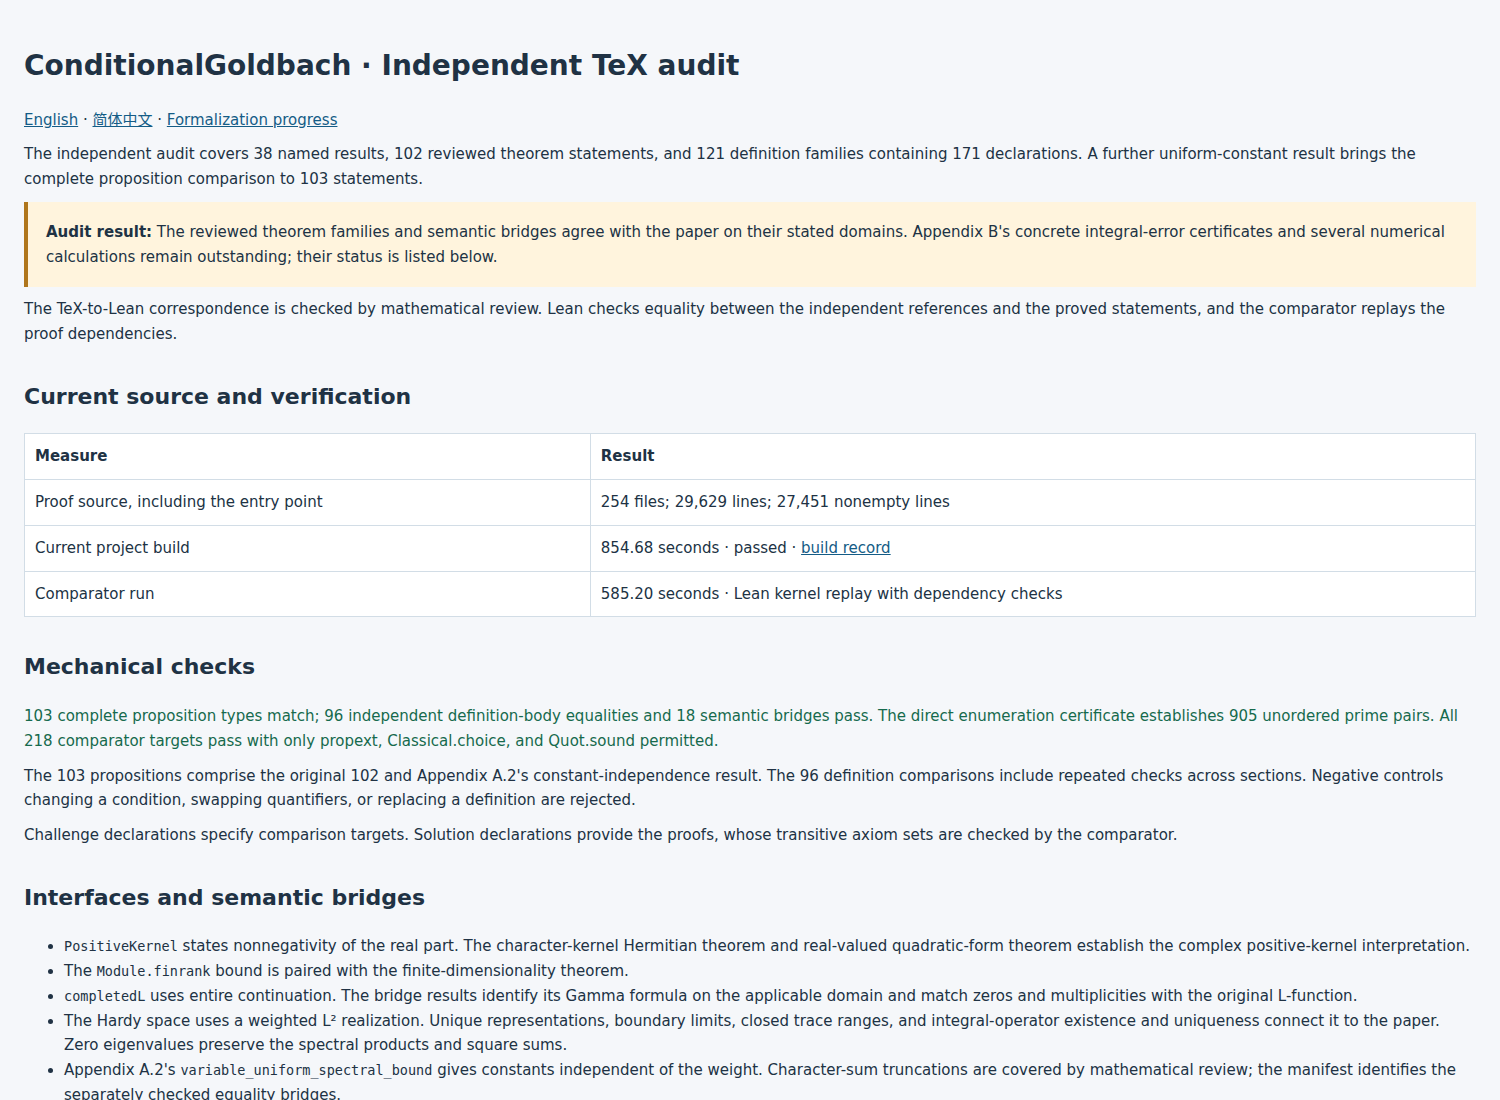 ConditionalGoldbach · Independent TeX audit
English · 简体中文 · Formalization progress
The independent audit covers 38 named results, 102 reviewed theorem statements, and 121 definition families containing 171 declarations. A further uniform-constant result brings the
complete proposition comparison to 103 statements.
Audit result: The reviewed theorem families and semantic bridges agree with the paper on their stated domains. Appendix B's concrete integral-error certificates and several numerical
calculations remain outstanding; their status is listed below.
The TeX-to-Lean correspondence is checked by mathematical review. Lean checks equality between the independent references and the proved statements, and the comparator replays the
proof dependencies.
Current source and verification
Measure Result
Proof source, including the entry point 254 files; 29,629 lines; 27,451 nonempty lines
Current project build 854.68 seconds · passed · build record
Comparator run 585.20 seconds · Lean kernel replay with dependency checks
Mechanical checks
103 complete proposition types match; 96 independent definition-body equalities and 18 semantic bridges pass. The direct enumeration certificate establishes 905 unordered prime pairs. All
218 comparator targets pass with only propext, Classical.choice, and Quot.sound permitted.
The 103 propositions comprise the original 102 and Appendix A.2's constant-independence result. The 96 definition comparisons include repeated checks across sections. Negative controls
changing a condition, swapping quantifiers, or replacing a definition are rejected.
Challenge declarations specify comparison targets. Solution declarations provide the proofs, whose transitive axiom sets are checked by the comparator.
Interfaces and semantic bridges
• PositiveKernel states nonnegativity of the real part. The character-kernel Hermitian theorem and real-valued quadratic-form theorem establish the complex positive-kernel interpretation.
• The Module.finrank bound is paired with the finite-dimensionality theorem.
• completedL uses entire continuation. The bridge results identify its Gamma formula on the applicable domain and match zeros and multiplicities with the original L-function.
• The Hardy space uses a weighted L² realization. Unique representations, boundary limits, closed trace ranges, and integral-operator existence and uniqueness connect it to the paper.
Zero eigenvalues preserve the spectral products and square sums.
• Appendix A.2's variable_uniform_spectral_bound gives constants independent of the weight. Character-sum truncations are covered by mathematical review; the manifest identifies the
separately checked equality bridges.